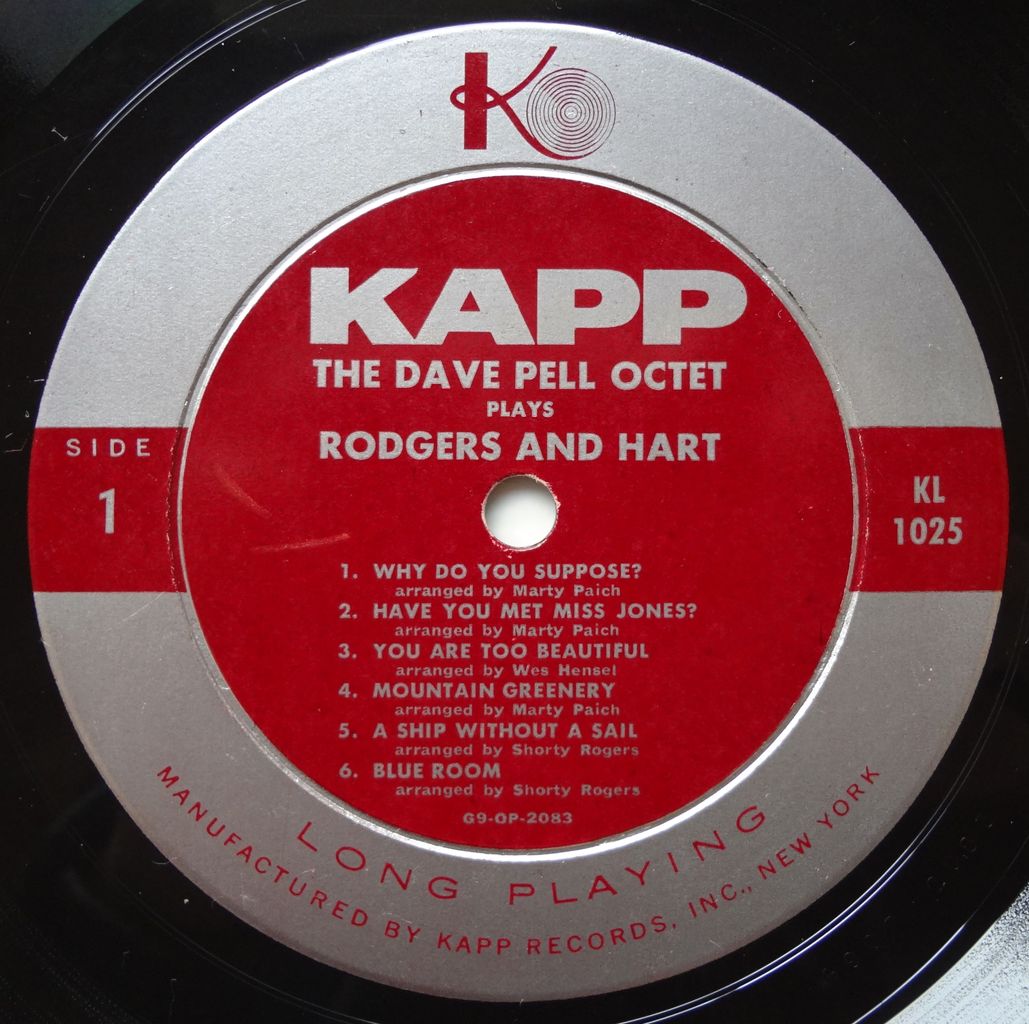 K
KAPP
THE DAVE PELL OCTET
PLAYS
RODGERS AND HART
SIDE
1
KL
1025
1. WHY DO YOU SUPPOSE?
arranged by Marty Paich
2. HAVE YOU MET MISS JONES?
arranged by Marty Paich
3. YOU ARE TOO BEAUTIFUL
arranged by Wes Hensel
4. MOUNTAIN GREENERY
arranged by Marty Paich
5. A SHIP WITHOUT A SAIL
arranged by Shorty Rogers
6. BLUE ROOM
arranged by Shorty Rogers
G9-OP-2083
LONG PLAYING
MANUFACTURED BY KAPP RECORDS, INC., NEW YORK